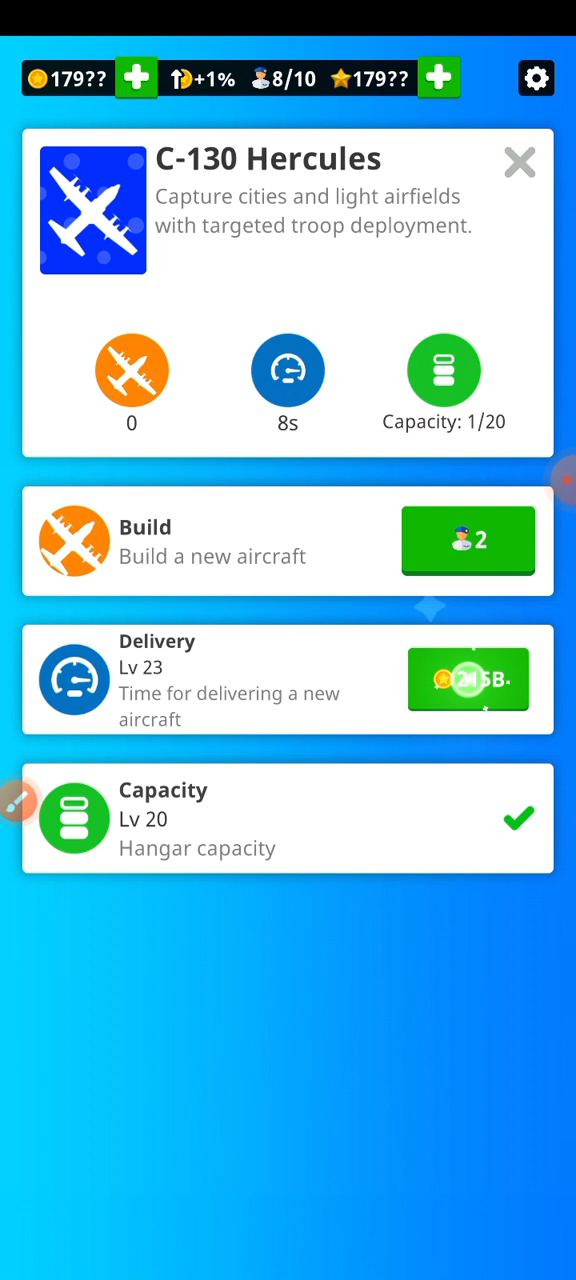 179?? +1% 8/10 179??
C-130 Hercules
Capture cities and light airfields
with targeted troop deployment.
0
8s
Capacity: 1/20
Build
Build a new aircraft
2
Delivery
Lv 23
Time for delivering a new
aircraft
215B.
Capacity
Lv 20
Hangar capacity